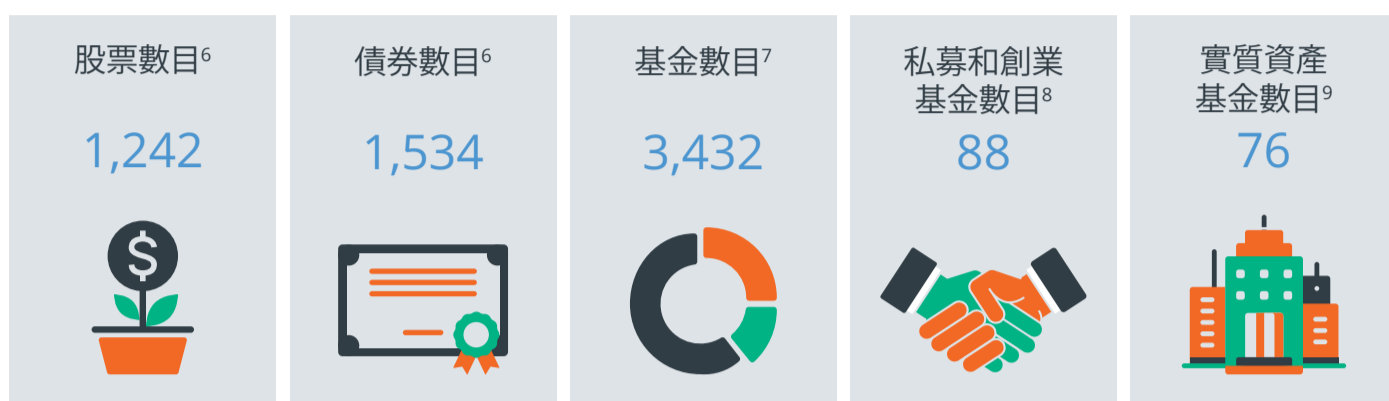 股票數目6
1,242
債券數目6
1,534
基金數目7
3,432
私募和創業
基金數目8
88
實質資產
基金數目9
76
$